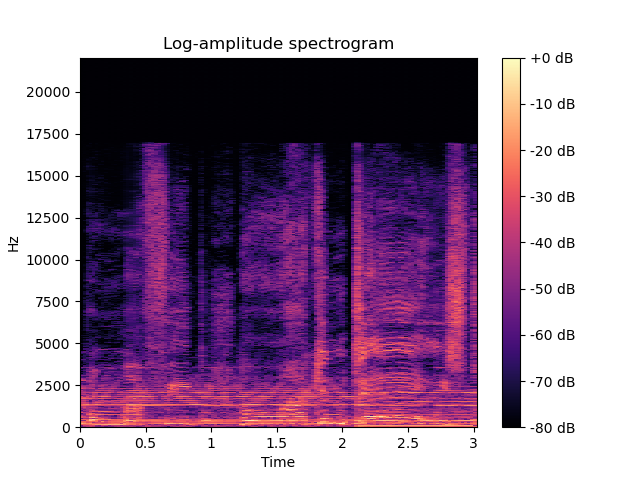 Log-amplitude spectrogram
Hz
20000
17500
15000
12500
10000
7500
5000
2500
0
0 0.5 1 1.5 2 2.5 3
Time
+0 dB
-10 dB
-20 dB
-30 dB
-40 dB
-50 dB
-60 dB
-70 dB
-80 dB